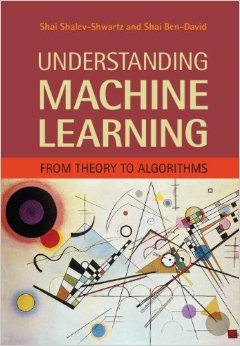 Shai Shalev-Shwartz and Shai Ben-David
UNDERSTANDING
MACHINE
LEARNING
FROM THEORY TO ALGORITHMS